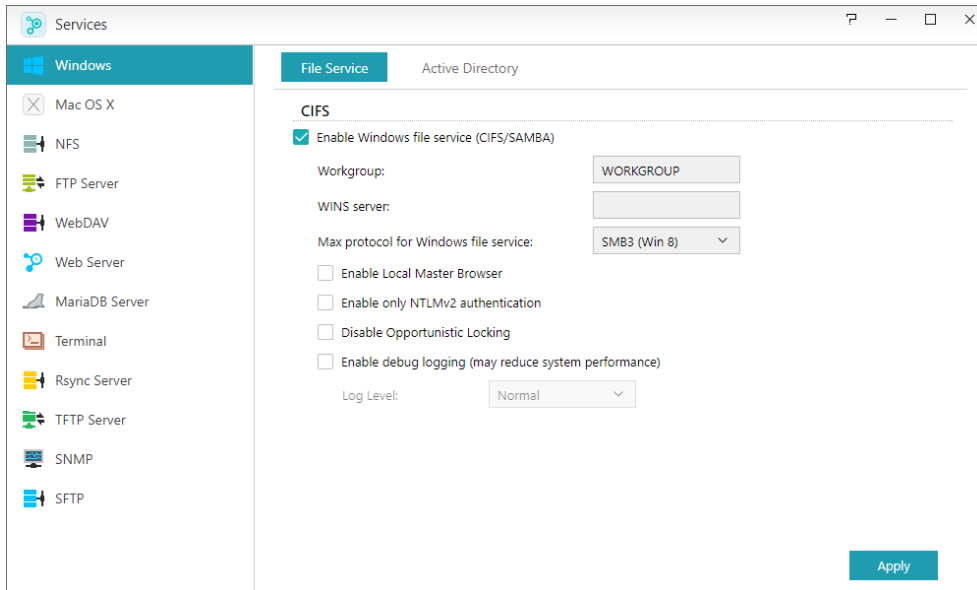 Services
Windows
Mac OS X
NFS
FTP Server
WebDAV
Web Server
MariaDB Server
Terminal
Rsync Server
TFTP Server
SNMP
SFTP
File Service Active Directory
CIFS
Enable Windows file service (CIFS/SAMBA)
Workgroup: WORKGROUP
WINS server:
Max protocol for Windows file service: SMB3 (Win 8)
Enable Local Master Browser
Enable only NTLMv2 authentication
Disable Opportunistic Locking
Enable debug logging (may reduce system performance)
Log Level: Normal
Apply